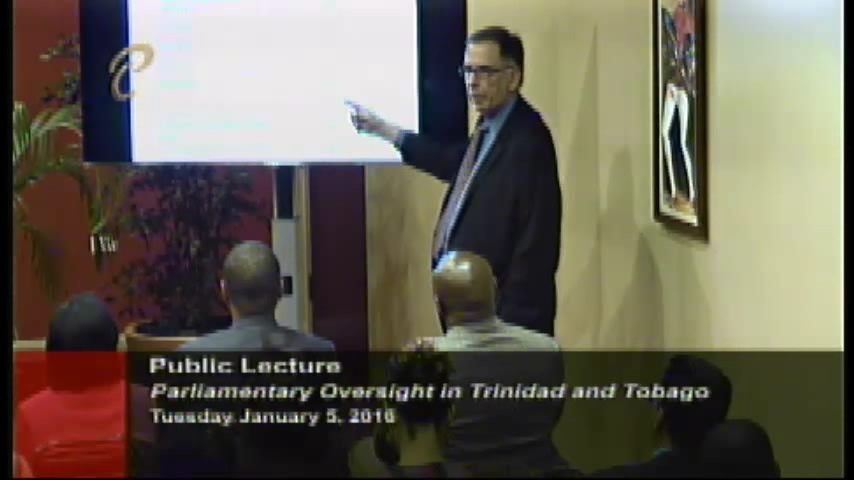 Public Lecture
Parliamentary Oversight in Trinidad and Tobago
Tuesday January 5, 2016